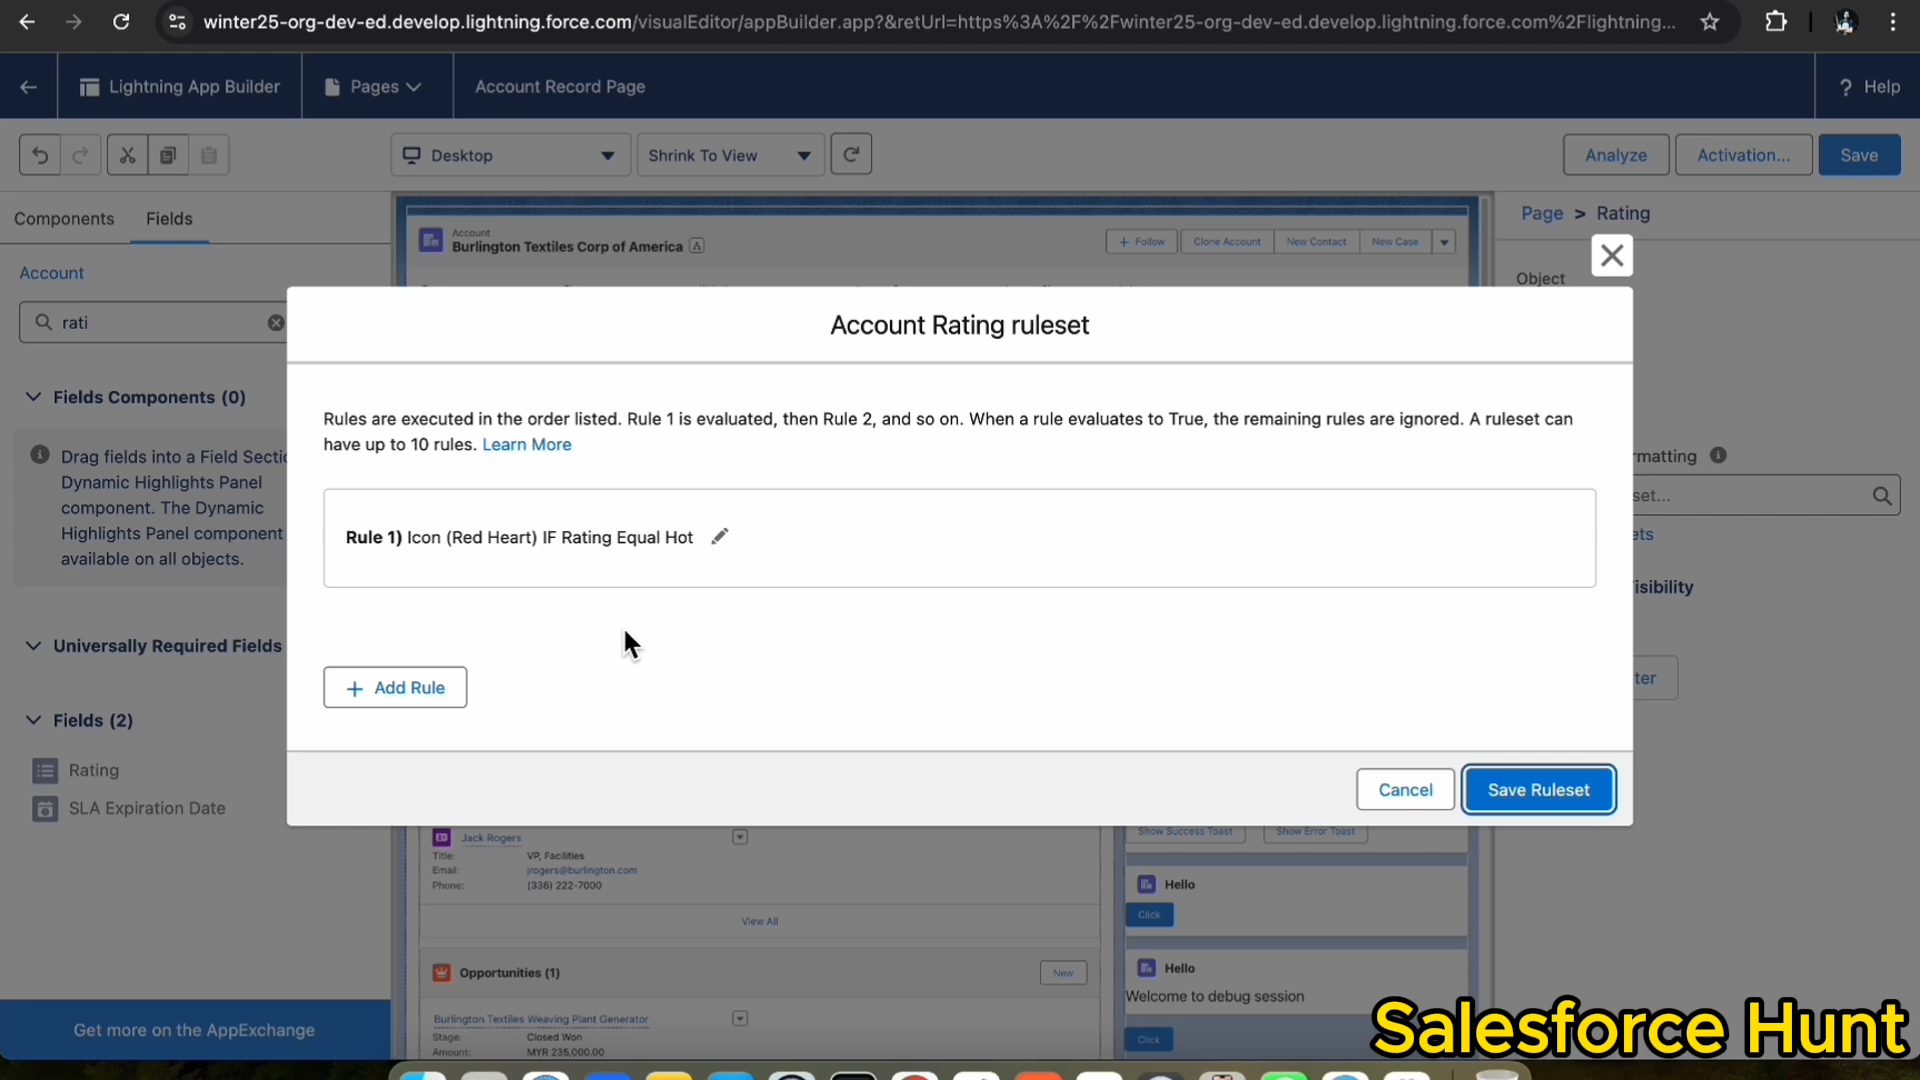 winter25-org-dev-ed.develop.lightning.force.com/visualEditor/appBuilder.app?&retUrl=https%3A%2F%2Fwinter25-org-dev-ed.develop.lightning.force.com%2Flightning...
Lightning App Builder
Pages
Account Record Page
? Help
Desktop
Shrink To View
Analyze
Activation...
Save
Components
Fields
Page > Rating
Account
Burlington Textiles Corp of America
+ Follow
Clone Account
New Contact
New Case
Account
Object
rati
Account Rating ruleset
Fields Components (0)
Rules are executed in the order listed. Rule 1 is evaluated, then Rule 2, and so on. When a rule evaluates to True, the remaining rules are ignored. A ruleset can
have up to 10 rules. Learn More
Drag fields into a Field Secti
Dynamic Highlights Panel
component. The Dynamic
Highlights Panel component
available on all objects.
rmatting
set...
ets
Rule 1) Icon (Red Heart) IF Rating Equal Hot
isibility
Universally Required Fields
+ Add Rule
ter
Fields (2)
Rating
SLA Expiration Date
Cancel
Save Ruleset
Jack Rogers
Title: VP, Facilities
Email: jrogers@burlington.com
Phone: (336) 222-7000
View All
Show Success Toast
Show Error Toast
Hello
Click
Opportunities (1)
New
Hello
Welcome to debug session
Click
Burlington Textiles Weaving Plant Generator
Stage: Closed Won
Amount: MYR 235,000.00
Get more on the AppExchange
Salesforce Hunt